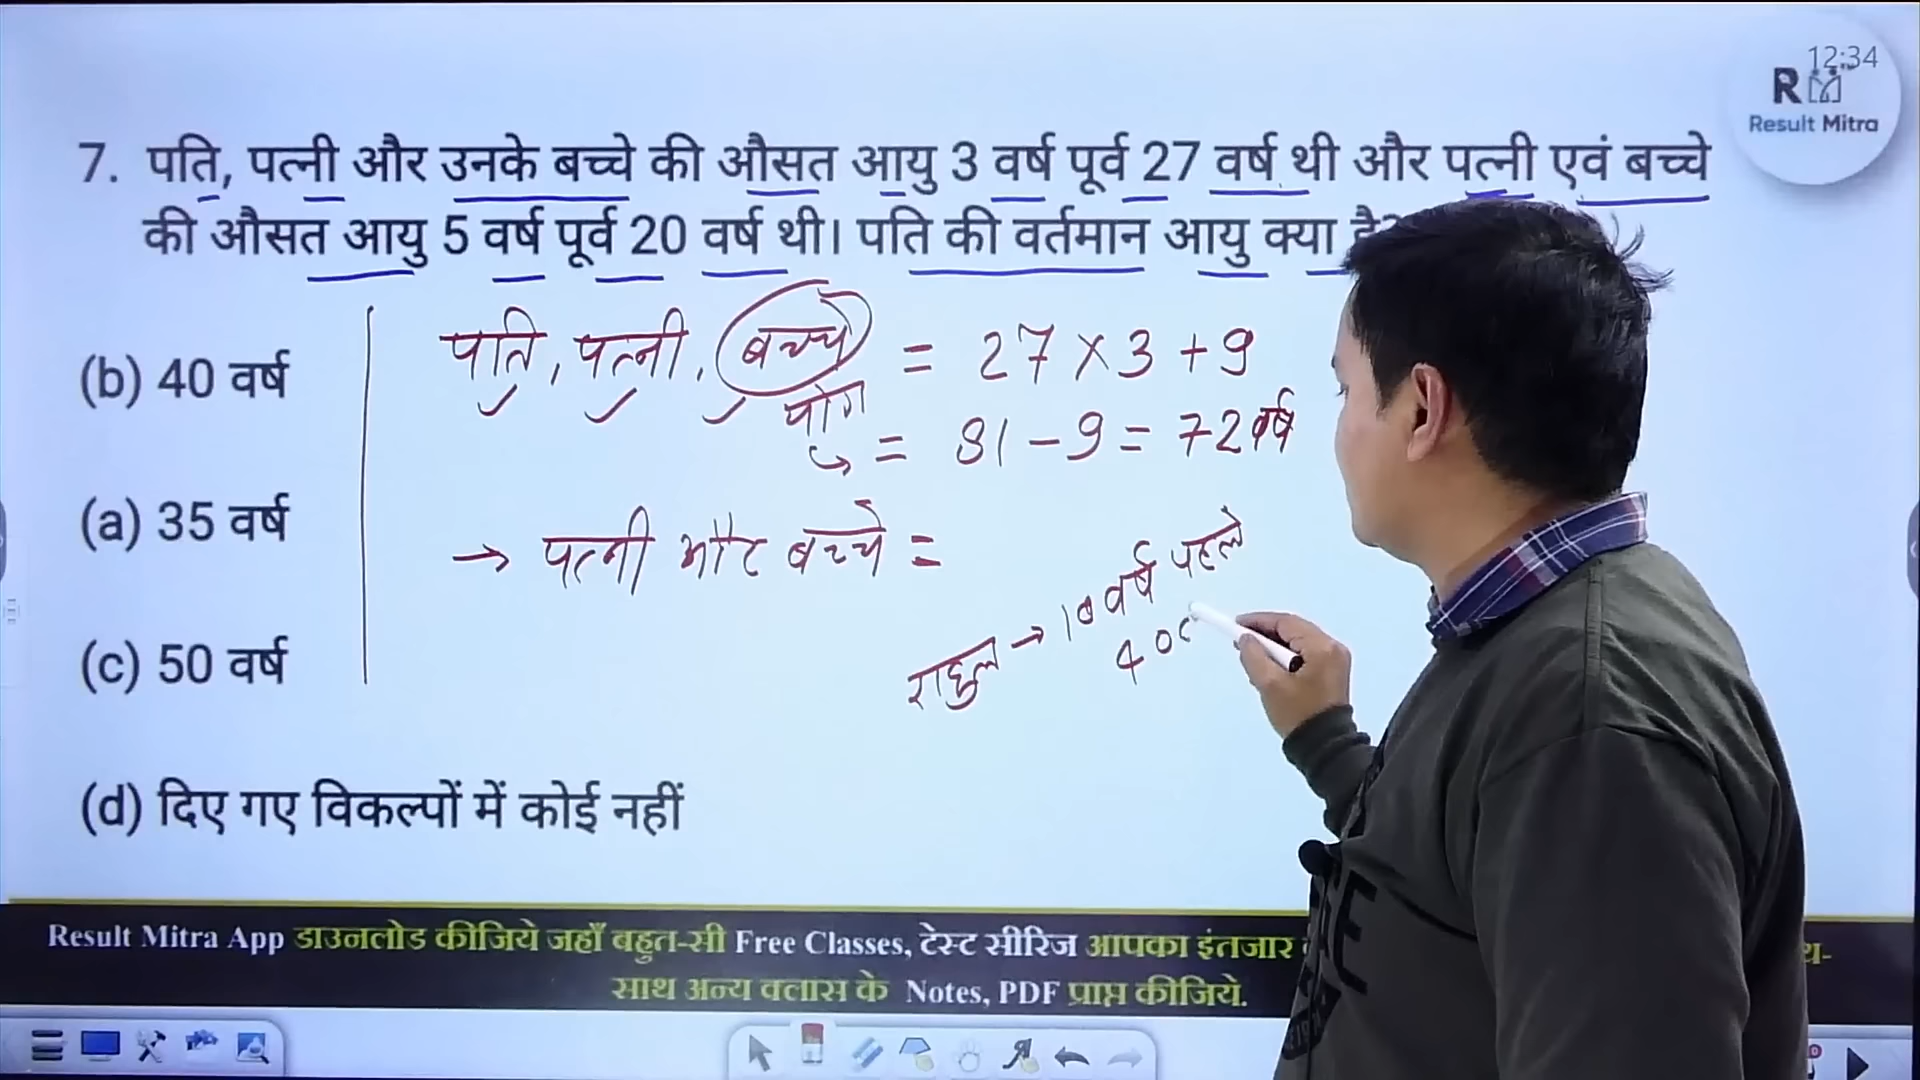 12:34
Result Mitra
7. पति, पत्नी और उनके बच्चे की औसत आयु 3 वर्ष पूर्व 27 वर्ष थी और पत्नी एवं बच्चे
की औसत आयु 5 वर्ष पूर्व 20 वर्ष थी। पति की वर्तमान आयु क्या है?
(b) 40 वर्ष
(a) 35 वर्ष
(c) 50 वर्ष
(d) दिए गए विकल्पों में कोई नहीं
पति, पत्नी, बच्चे = 27 × 3 + 9
योग
= 81 - 9 = 72 वर्ष
→ पत्नी और बच्चे =
राहुल → 10 वर्ष पहले
40
Result Mitra App डाउनलोड कीजिये जहाँ बहुत-सी Free Classes, टेस्ट सीरिज आपका इंतजार
साथ अन्य क्लास के Notes, PDF प्राप्त कीजिये.